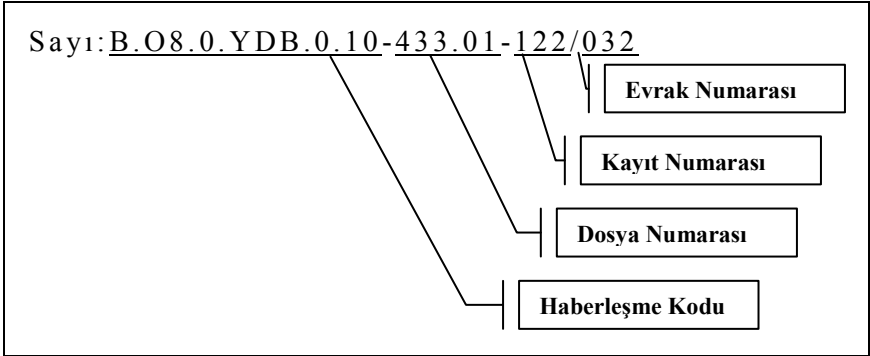 Sayı:B.O8.0.YDB.0.10-433.01-122/032
Evrak Numarası
Kayıt Numarası
Dosya Numarası
Haberleşme Kodu